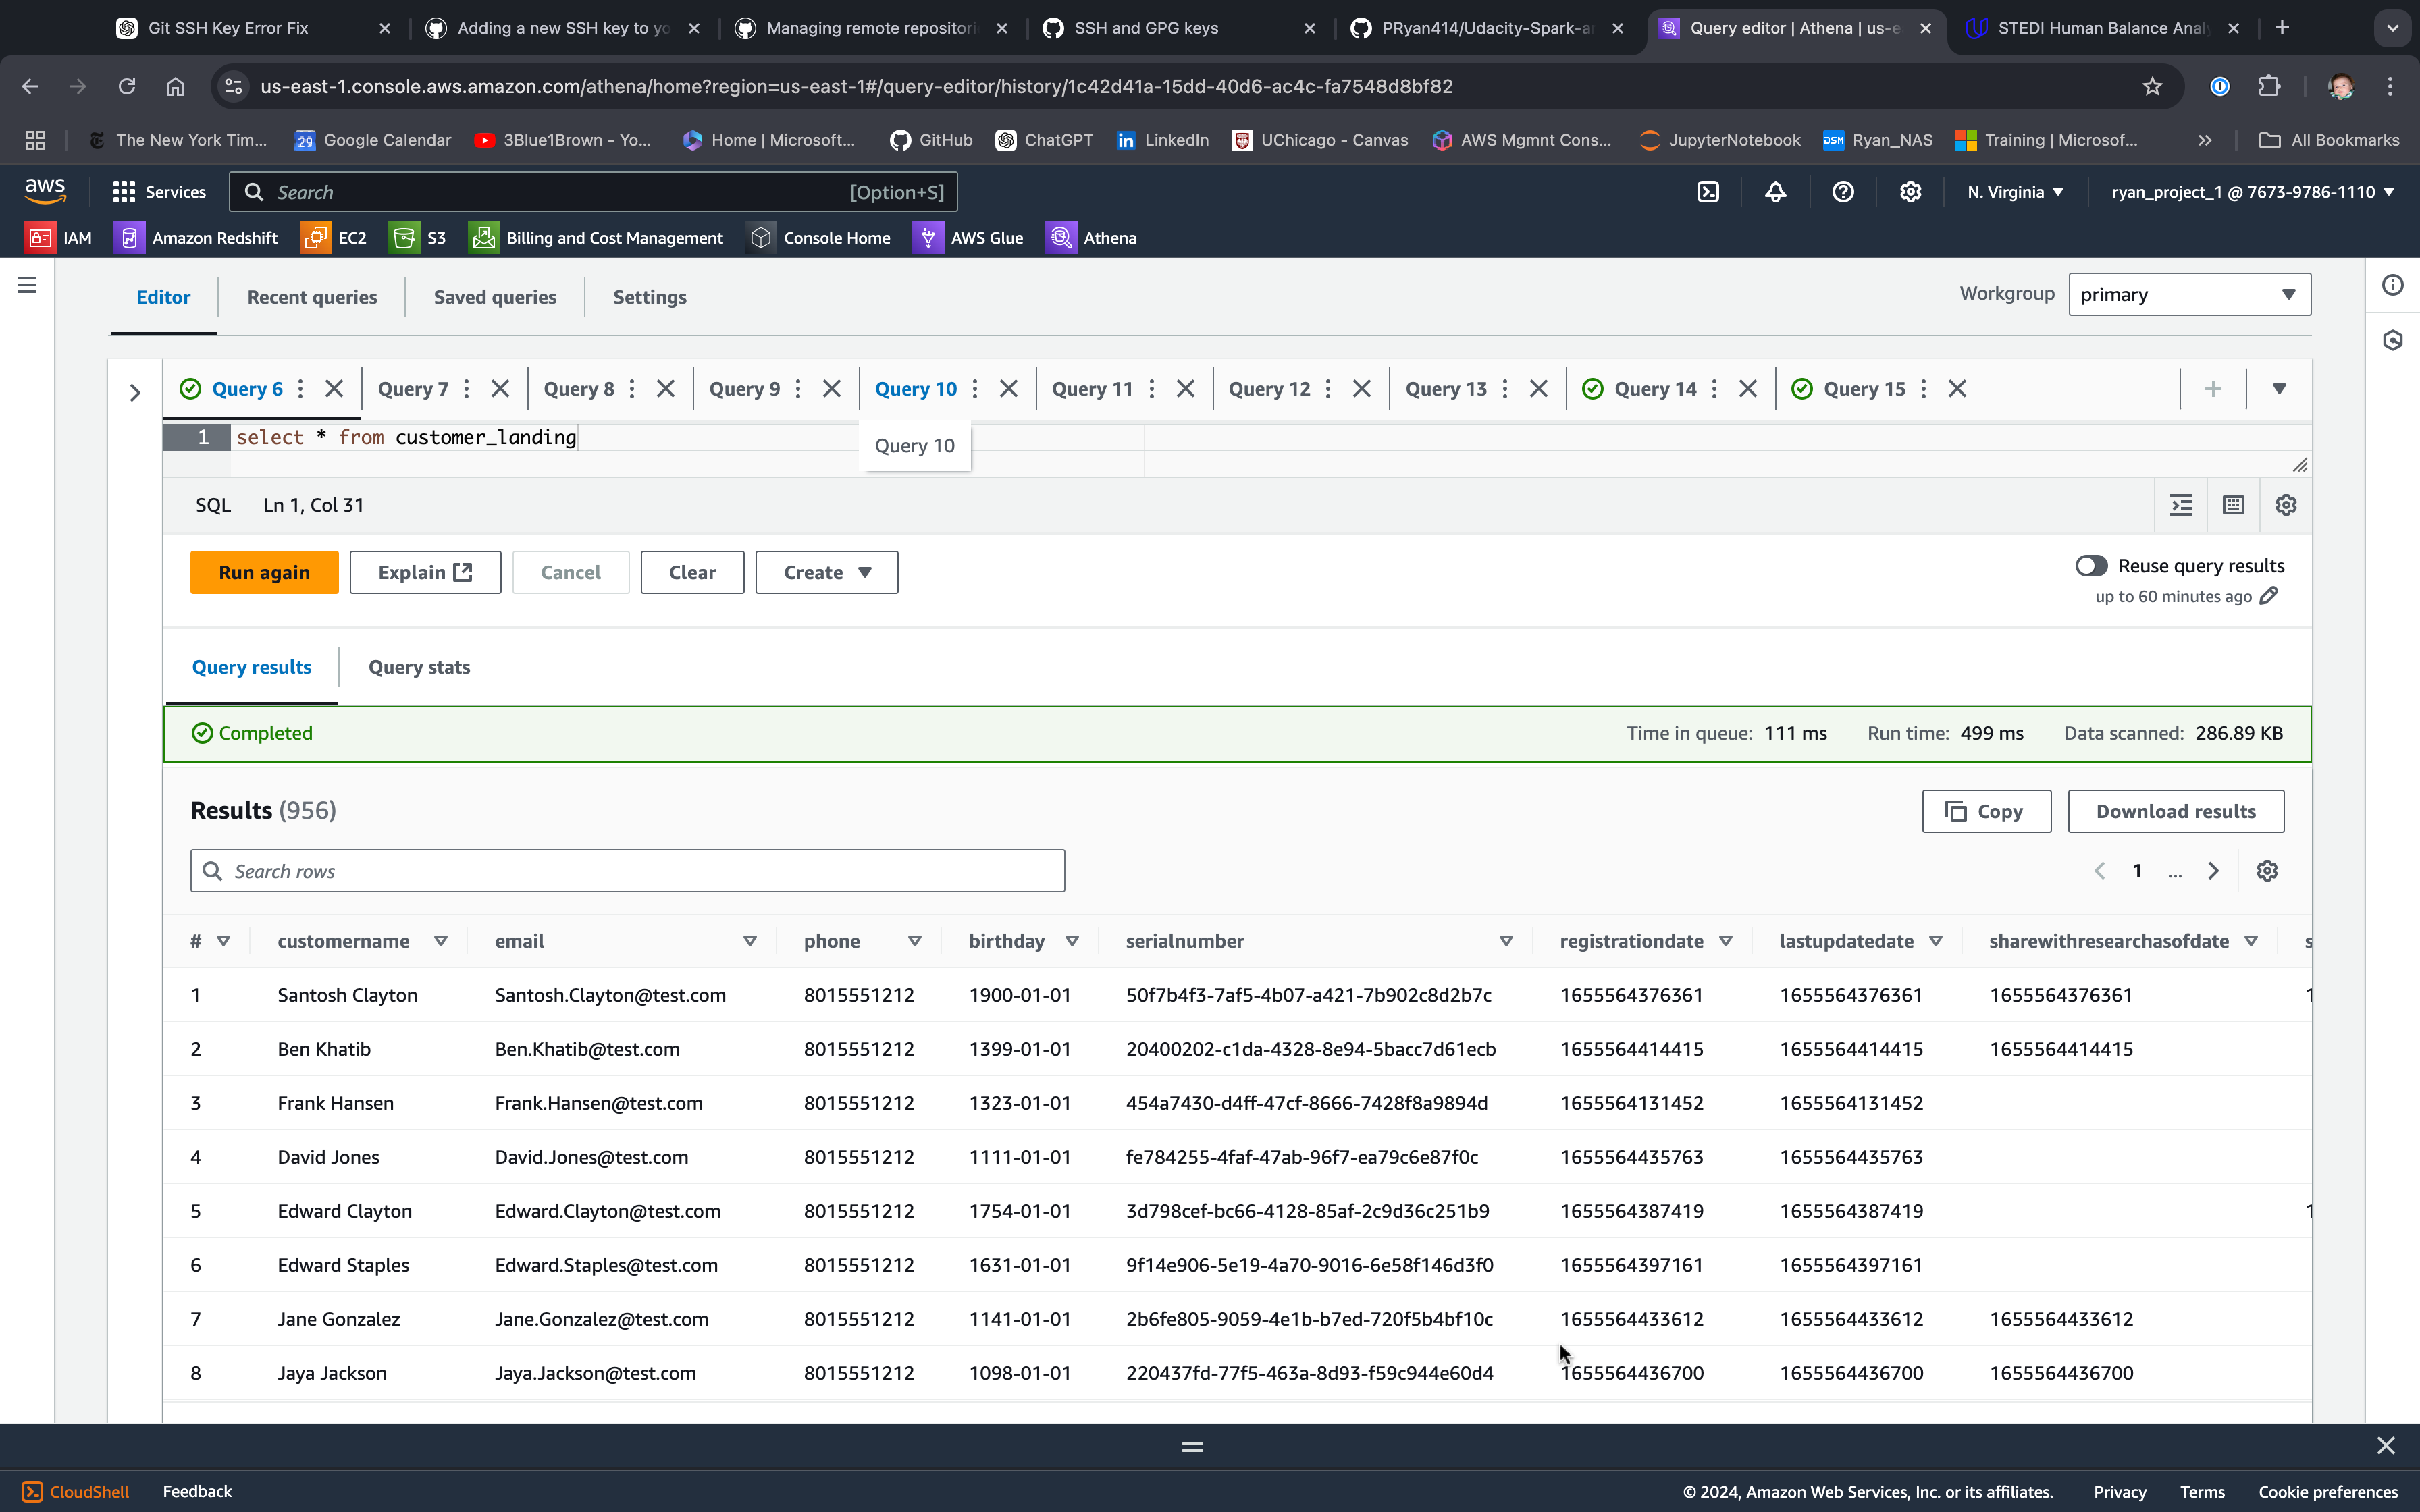 Git SSH Key Error Fix
Adding a new SSH key to yo
Managing remote repositori
SSH and GPG keys
PRyan414/Udacity-Spark-an
Query editor | Athena | us-e
STEDI Human Balance Analy
us-east-1.console.aws.amazon.com/athena/home?region=us-east-1#/query-editor/history/1c42d41a-15dd-40d6-ac4c-fa7548d8bf82
The New York Tim... 29 Google Calendar 3Blue1Brown - Yo... Home | Microsoft... GitHub ChatGPT LinkedIn UChicago - Canvas AWS Mgmt Cons... JupyterNotebook DSM Ryan_NAS Training | Microsof... All Bookmarks
aws Services Search [Option+S] N. Virginia ryan_project_1 @ 7673-9786-1110
IAM Amazon Redshift EC2 S3 Billing and Cost Management Console Home AWS Glue Athena
Editor Recent queries Saved queries Settings Workgroup primary
Query 6 Query 7 Query 8 Query 9 Query 10 Query 11 Query 12 Query 13 Query 14 Query 15
1 select * from customer_landing
Query 10
SQL Ln 1, Col 31
Run again Explain Cancel Clear Create Reuse query results
up to 60 minutes ago
Query results Query stats
Completed Time in queue: 111 ms Run time: 499 ms Data scanned: 286.89 KB
Results (956) Copy Download results
Search rows 1 ...
# customername email phone birthday serialnumber registrationdate lastupdatedate sharewithresearchasofdate s
1 Santosh Clayton Santosh.Clayton@test.com 8015551212 1900-01-01 50f7b4f3-7af5-4b07-a421-7b902c8d2b7c 1655564376361 1655564376361 1655564376361 1
2 Ben Khatib Ben.Khatib@test.com 8015551212 1399-01-01 20400202-c1da-4328-8e94-5bacc7d61ecb 1655564414415 1655564414415 1655564414415
3 Frank Hansen Frank.Hansen@test.com 8015551212 1323-01-01 454a7430-d4ff-47cf-8666-7428f8a9894d 1655564131452 1655564131452
4 David Jones David.Jones@test.com 8015551212 1111-01-01 fe784255-4faf-47ab-96f7-ea79c6e87f0c 1655564435763 1655564435763
5 Edward Clayton Edward.Clayton@test.com 8015551212 1754-01-01 3d798cef-bc66-4128-85af-2c9d36c251b9 1655564387419 1655564387419 1
6 Edward Staples Edward.Staples@test.com 8015551212 1631-01-01 9f14e906-5e19-4a70-9016-6e58f146d3f0 1655564397161 1655564397161
7 Jane Gonzalez Jane.Gonzalez@test.com 8015551212 1141-01-01 2b6fe805-9059-4e1b-b7ed-720f5b4bf10c 1655564433612 1655564433612 1655564433612
8 Jaya Jackson Jaya.Jackson@test.com 8015551212 1098-01-01 220437fd-77f5-463a-8d93-f59c944e60d4 1655564436700 1655564436700 1655564436700
CloudShell Feedback © 2024, Amazon Web Services, Inc. or its affiliates. Privacy Terms Cookie preferences